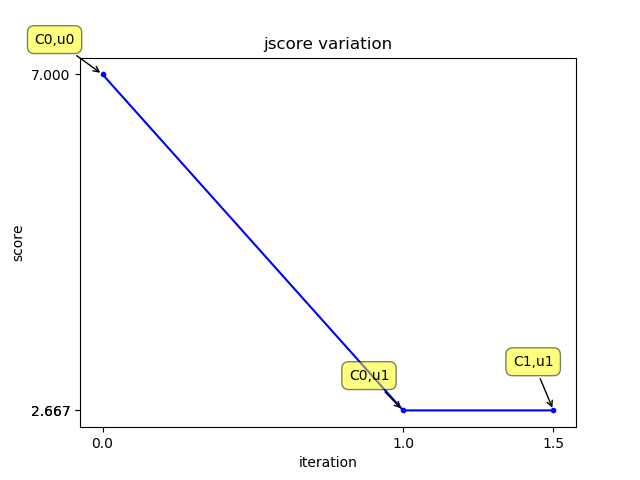 jscore variation
C0,u0
7.000
score
C0,u1
C1,u1
2.667
0.0
1.0
1.5
iteration